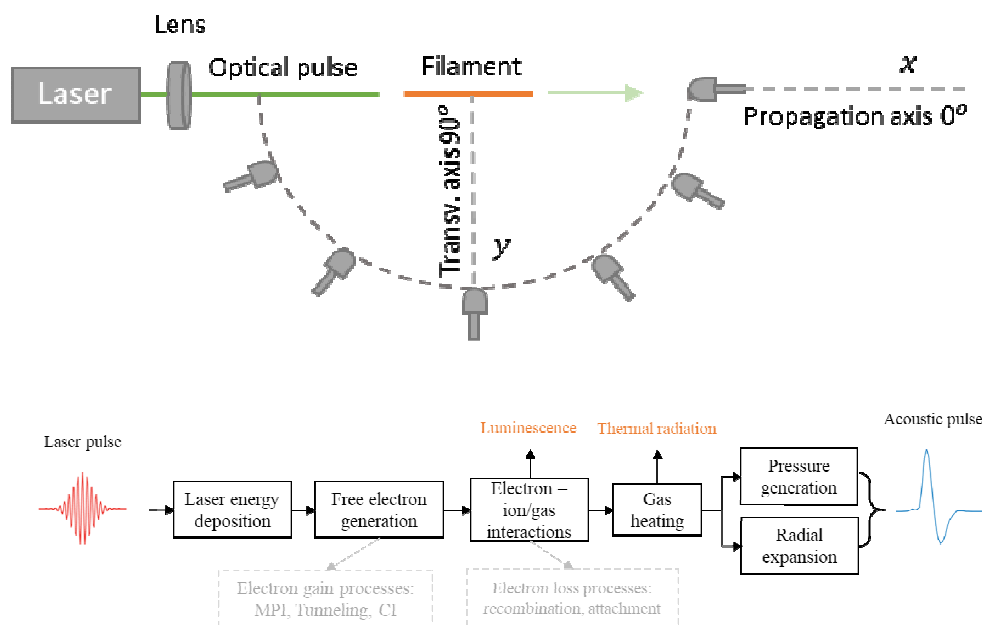 Lens
Laser
Optical pulse
Filament
x
Propagation axis 0°
Transv. axis 90°
y
Laser pulse
Luminescence
Thermal radiation
Acoustic pulse
Laser energy
deposition
Free electron
generation
Electron –
ion/gas
interactions
Gas
heating
Pressure
generation
Radial
expansion
Electron gain processes:
MPI, Tunneling, CI
Electron loss processes:
recombination, attachment